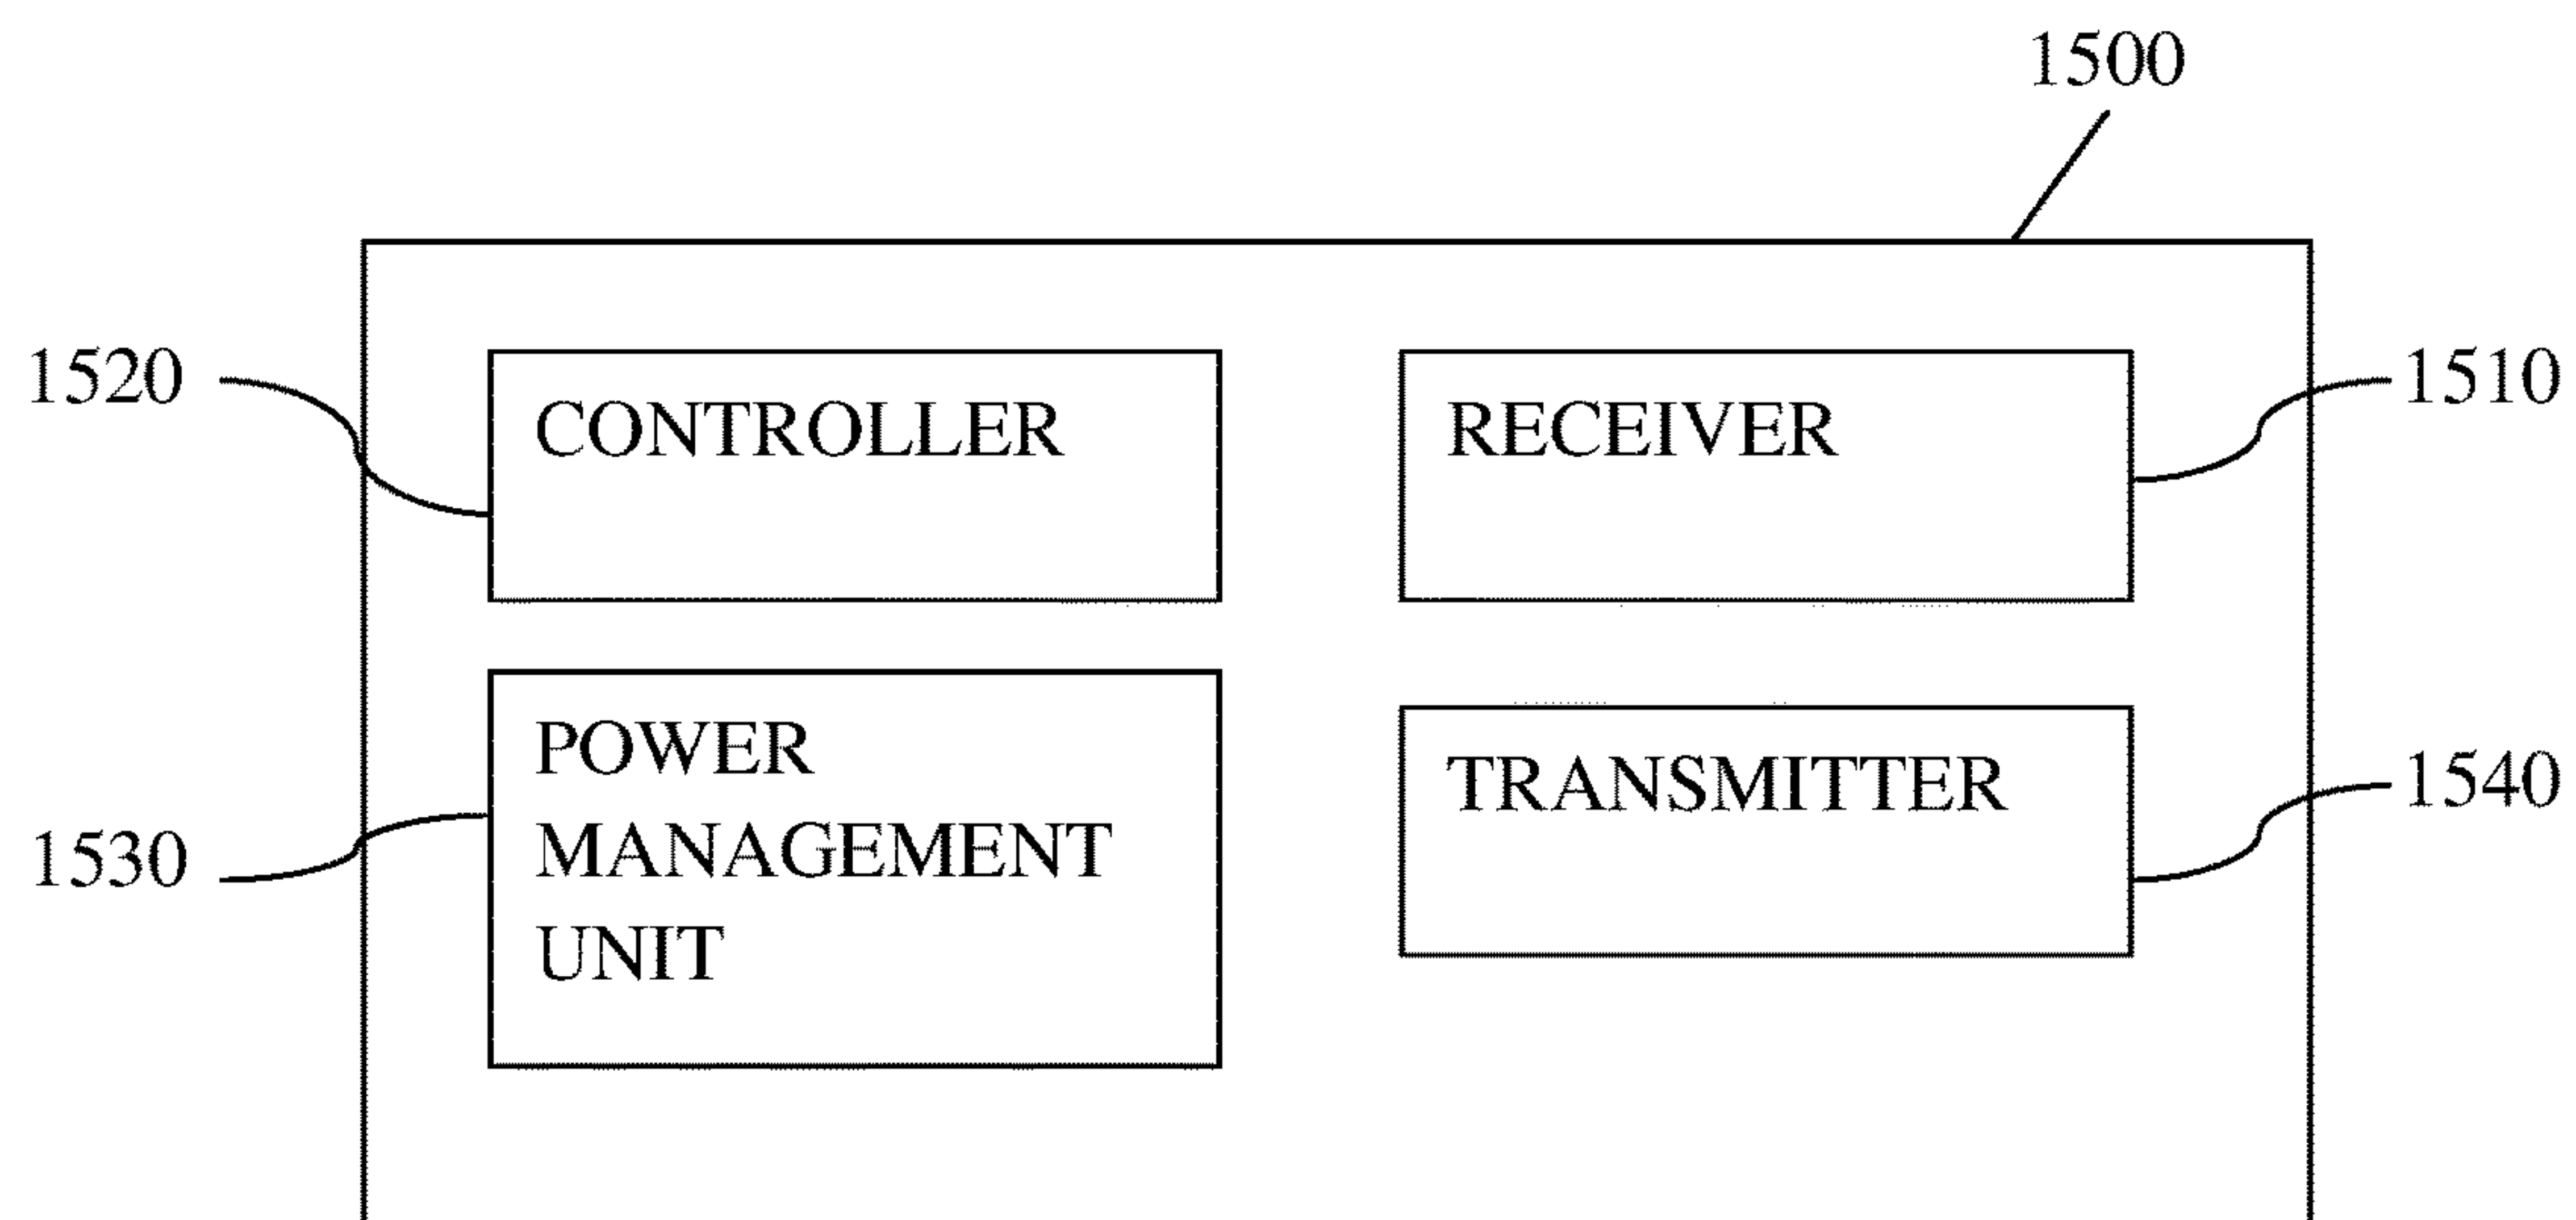 1500
1520
CONTROLLER
RECEIVER
1510
1530
POWER
MANAGEMENT
UNIT
TRANSMITTER
1540